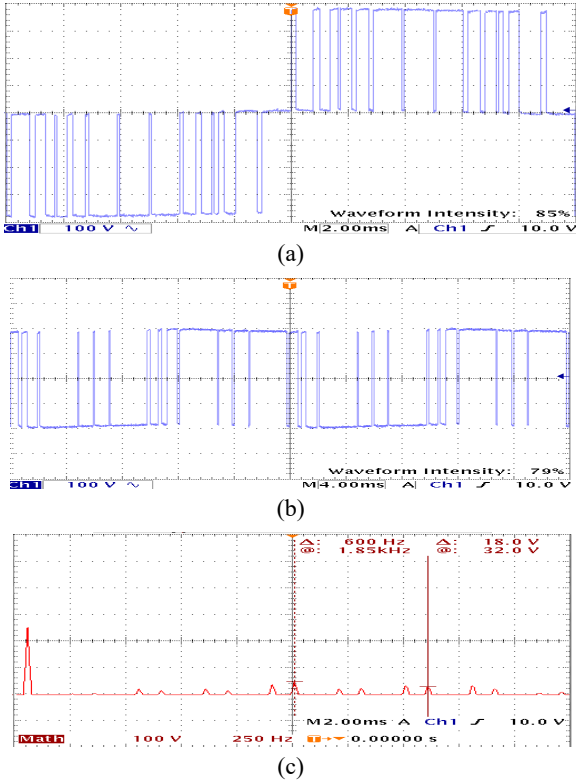 T
Waveform Intensity: 85%
Ch1 100 V ∿ M 2.00ms A Ch1 ƒ 10.0 V
(a)
T
Waveform Intensity: 79%
Ch1 100 V ∿ M 4.00ms A Ch1 ƒ 10.0 V
(b)
Δ: 600 Hz Δ: 18.0 V
@: 1.85kHz @: 32.0 V
M 2.00ms A Ch1 ƒ 10.0 V
Math 100 V 250 Hz T→▼ 0.00000 s
(c)